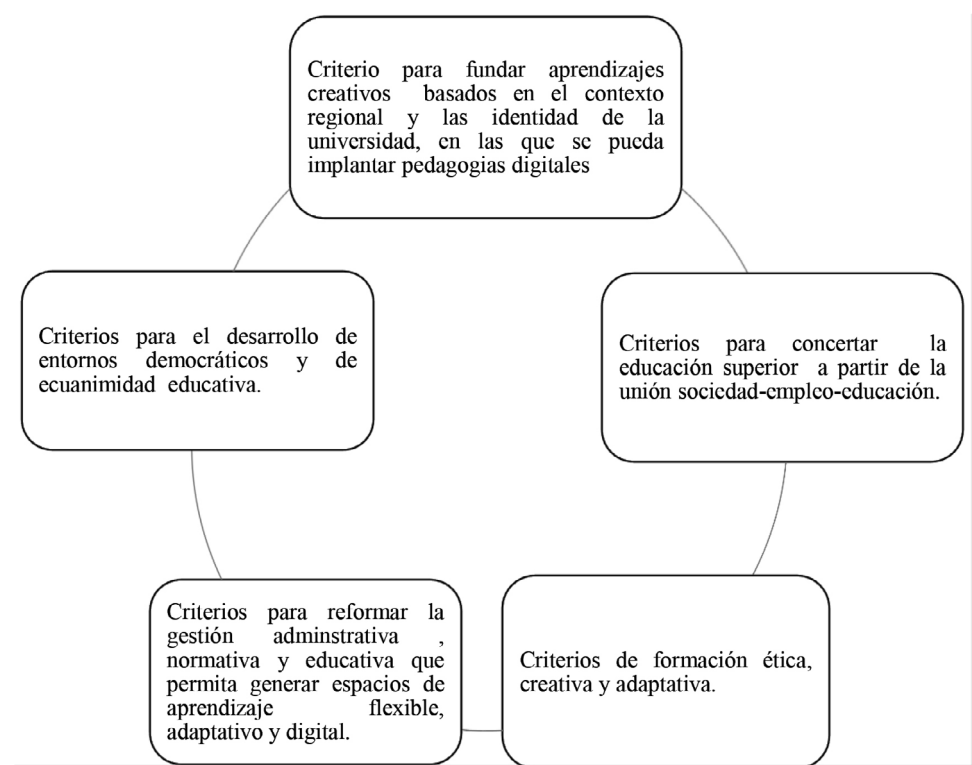 Criterio para fundar aprendizajes
creativos basados en el contexto
regional y las identidad de la
universidad, en las que se pueda
implantar pedagogias digitales
Criterios para el desarrollo de
entornos democráticos y de
ecuanimidad educativa.
Criterios para concertar la
educación superior a partir de la
unión sociedad-empleo-educación.
Criterios para reformar la
gestión adminstrativa ,
normativa y educativa que
permita generar espacios de
aprendizaje flexible,
adaptativo y digital.
Criterios de formación ética,
creativa y adaptativa.